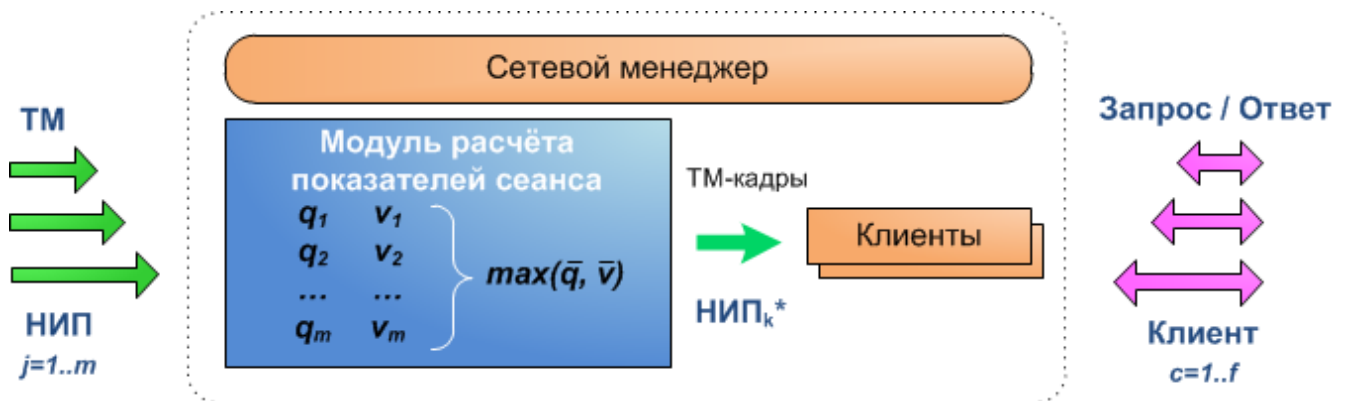 Сетевой менеджер
ТМ
НИП
j=1..m
Модуль расчёта
показателей сеанса
q₁ v₁
q₂ v₂
... ...
qₘ vₘ
max(q̄, v̄)
ТМ-кадры
НИПₖ*
Клиенты
Запрос / Ответ
Клиент
c=1..f